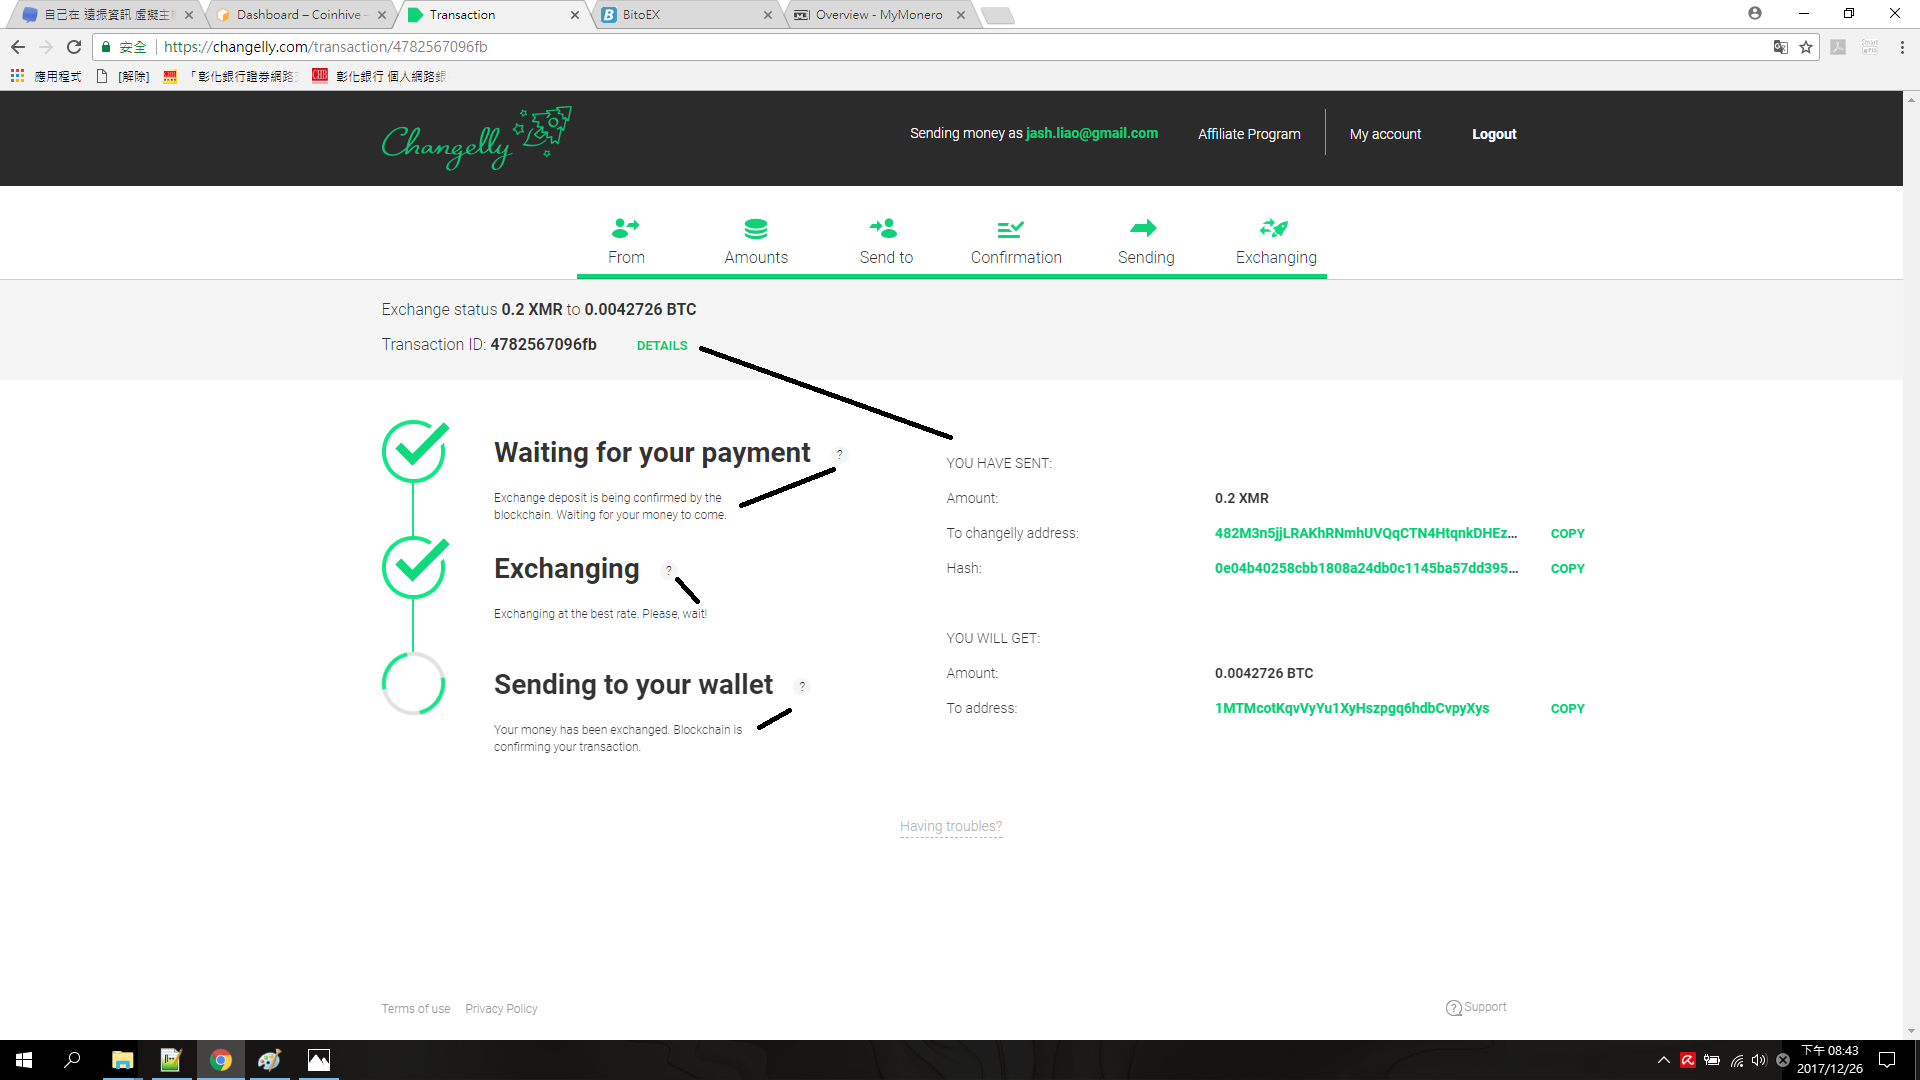 自己在 遠振資訊 虛擬主
Dashboard – Coinhive –
Transaction
BitoEX
Overview - MyMonero
安全
https://changelly.com/transaction/4782567096fb
應用程式
[解除]
「彰化銀行證券網路
彰化銀行 個人網路銀
Changelly
Sending money as jash.liao@gmail.com
Affiliate Program
My account
Logout
From
Amounts
Send to
Confirmation
Sending
Exchanging
Exchange status 0.2 XMR to 0.0042726 BTC
Transaction ID: 4782567096fb
DETAILS
Waiting for your payment ?
Exchange deposit is being confirmed by the
blockchain. Waiting for your money to come.
Exchanging ?
Exchanging at the best rate. Please, wait!
Sending to your wallet ?
Your money has been exchanged. Blockchain is
confirming your transaction.
YOU HAVE SENT:
Amount: 0.2 XMR
To changelly address: 482M3n5jjLRAKhRNmhUVQqCTN4HtqnkDHEz... COPY
Hash: 0e04b40258cbb1808a24db0c1145ba57dd395... COPY
YOU WILL GET:
Amount: 0.0042726 BTC
To address: 1MTMcotKqvVyYu1XyHszpgq6hdbCvpyXys COPY
Having troubles?
Terms of use
Privacy Policy
? Support
下午 08:43
2017/12/26